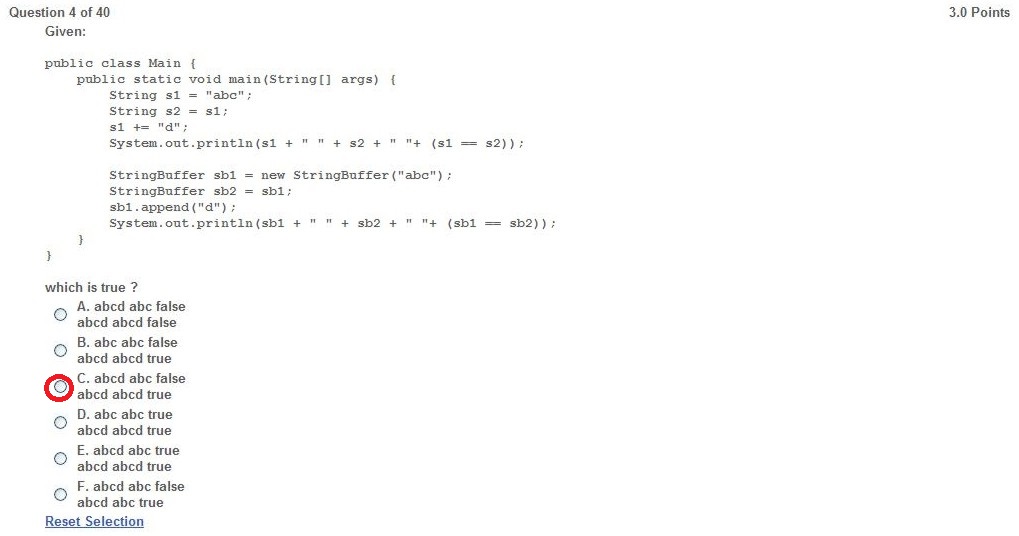 Question 4 of 40
3.0 Points
Given:
public class Main {
    public static void main(String[] args) {
        String s1 = "abc";
        String s2 = s1;
        s1 += "d";
        System.out.println(s1 + " " + s2 + " "+ (s1 == s2));
        StringBuffer sb1 = new StringBuffer("abc");
        StringBuffer sb2 = sb1;
        sb1.append("d");
        System.out.println(sb1 + " " + sb2 + " "+ (sb1 == sb2));
    }
}
which is true ?
A. abcd abc false
abcd abcd false
B. abc abc false
abcd abcd true
C. abcd abc false
abcd abcd true
D. abc abc true
abcd abcd true
E. abcd abc true
abcd abcd true
F. abcd abc false
abcd abc true
Reset Selection